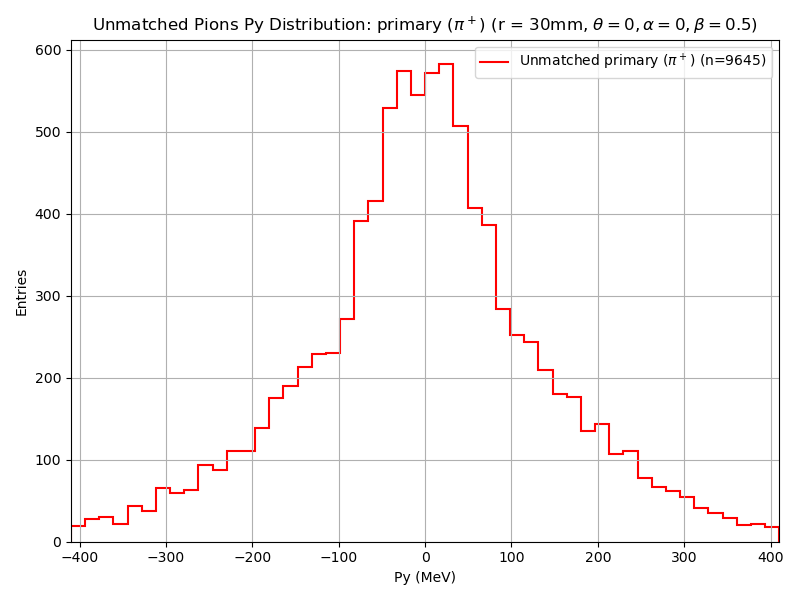 Unmatched Pions Py Distribution: primary (π⁺) (r = 30mm, θ = 0, α = 0, β = 0.5)
Unmatched primary (π⁺) (n=9645)
Entries
600
500
400
300
200
100
0
−400 −300 −200 −100 0 100 200 300 400
Py (MeV)